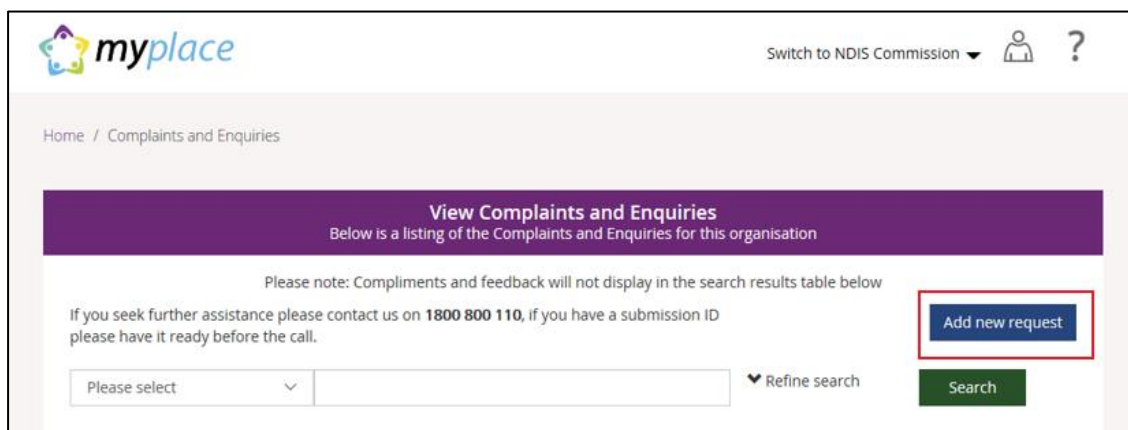 myplace
Switch to NDIS Commission
?
Home / Complaints and Enquiries
View Complaints and Enquiries
Below is a listing of the Complaints and Enquiries for this organisation
Please note: Compliments and feedback will not display in the search results table below
If you seek further assistance please contact us on 1800 800 110, if you have a submission ID
please have it ready before the call.
Add new request
Please select
Refine search
Search